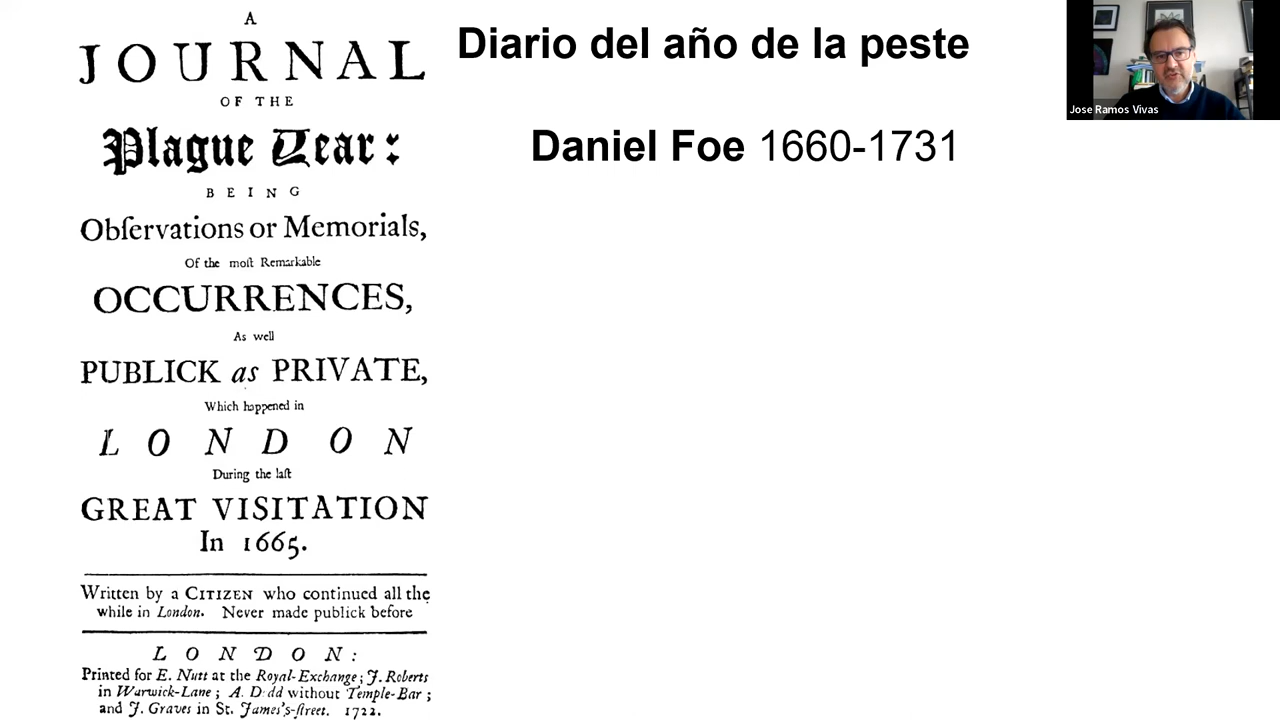 A
JOURNAL
OF THE
Plague Year:
BEING
Obſervations or Memorials,
Of the moſt Remarkable
OCCURRENCES,
As well
PUBLICK as PRIVATE,
Which happened in
LONDON
During the laſt
GREAT VISITATION
In 1665.
Written by a CITIZEN who continued all the
while in London. Never made publick before
LONDON:
Printed for E. Nutt at the Royal-Exchange; J. Roberts
in Warwick-Lane; A. Dodd without Temple-Bar;
and J. Graves in St. James's-ſtreet. 1722.
Diario del año de la peste
Daniel Foe 1660-1731
Jose Ramos Vivas